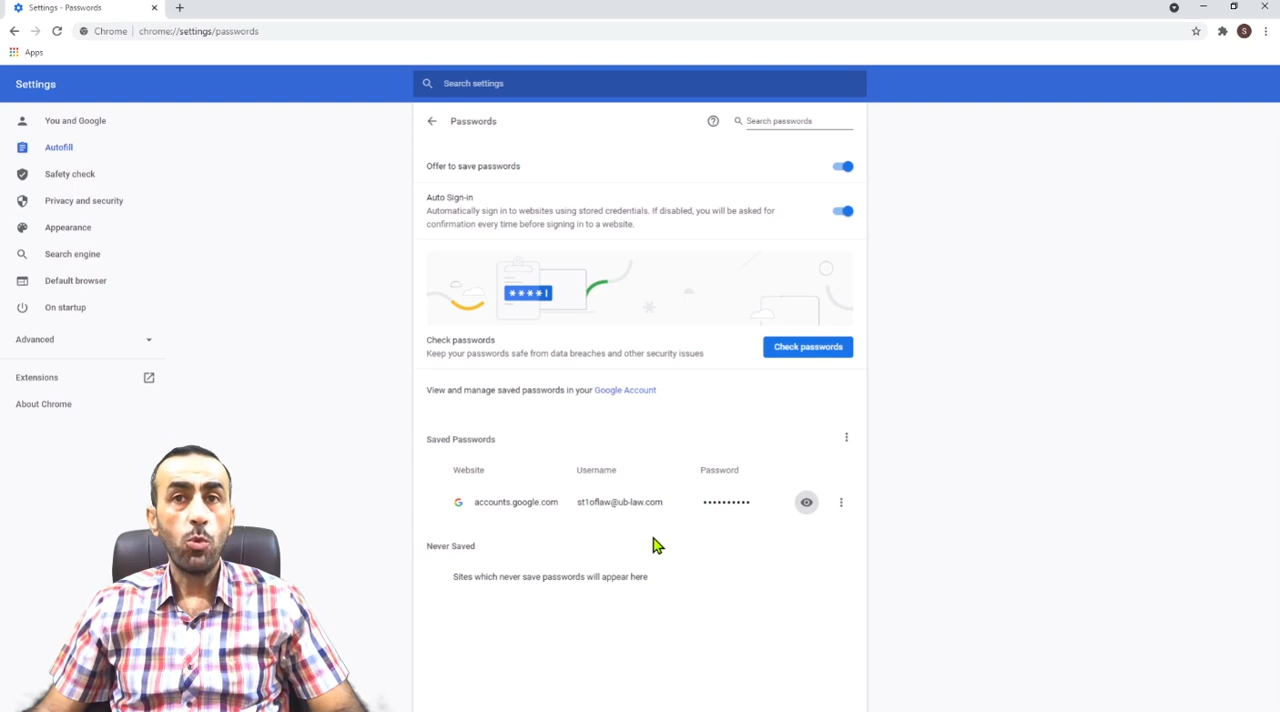 Settings - Passwords
Chrome
chrome://settings/passwords
S
Apps
Settings
Search settings
You and Google
Autofill
Safety check
Privacy and security
Appearance
Search engine
Default browser
On startup
Advanced
Extensions
About Chrome
Passwords
Search passwords
Offer to save passwords
Auto Sign-in
Automatically sign in to websites using stored credentials. If disabled, you will be asked for
confirmation every time before signing in to a website.
****
Check passwords
Keep your passwords safe from data breaches and other security issues
Check passwords
View and manage saved passwords in your Google Account
Saved Passwords
Website Username Password
accounts.google.com st1oflaw@ub-law.com ••••••••••
Never Saved
Sites which never save passwords will appear here